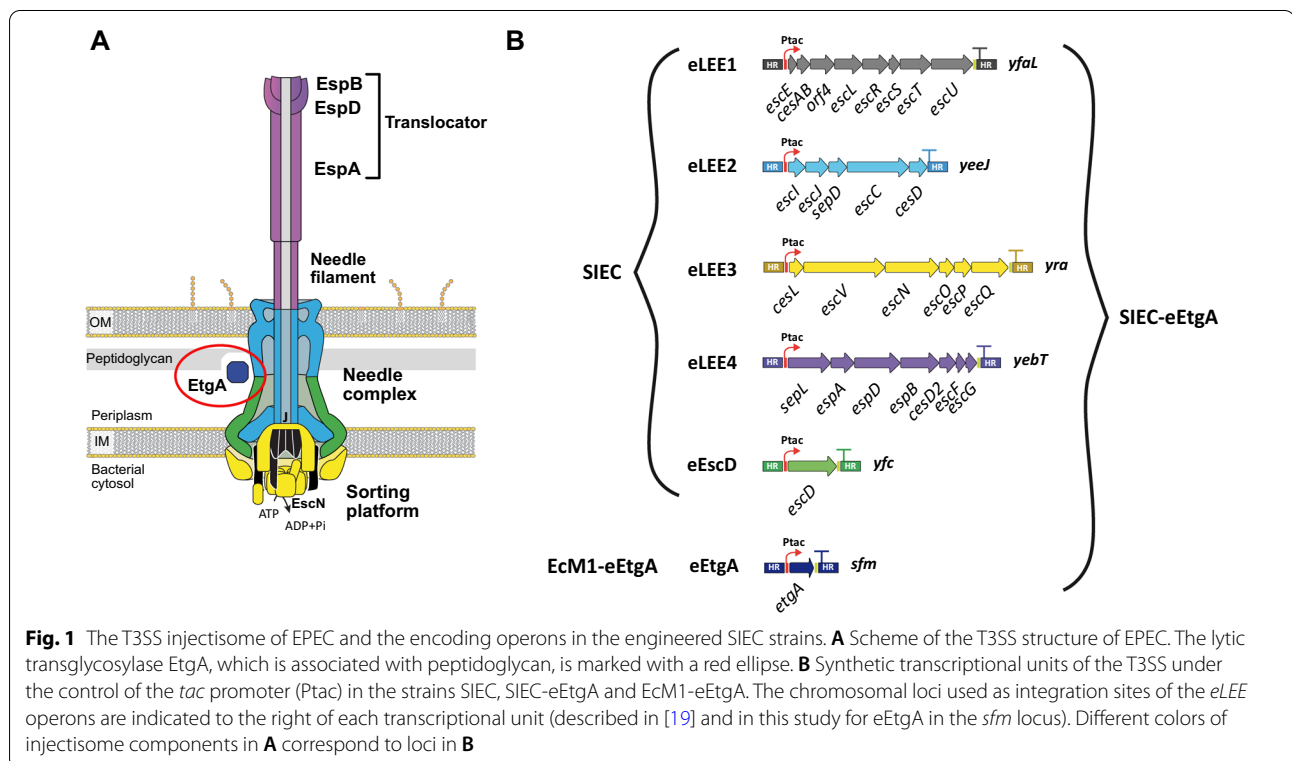 A
EspB
EspD
Translocator
EspA
Needle
filament
OM
Peptidoglycan
EtgA
Needle
complex
Periplasm
J
IM
Bacterial
cytosol
EscN
Sorting
platform
ATP
ADP+Pi
B
SIEC
Ptac
eLEE1
HR
HR
yfaL
escE
cesAB
orf4
escL
escR
escS
escT
escU
Ptac
eLEE2
HR
HR
yeeJ
escI
escJ
sepD
escC
cesD
Ptac
eLEE3
HR
HR
yra
cesL
escV
escN
escO
escP
escQ
Ptac
eLEE4
HR
HR
yebT
sepL
espA
espD
espB
cesD2
escF
escG
Ptac
eEscD
HR
HR
yfc
escD
EcM1-eEtgA
Ptac
eEtgA
HR
HR
sfm
etgA
SIEC-eEtgA
Fig. 1 The T3SS injectisome of EPEC and the encoding operons in the engineered SIEC strains. A Scheme of the T3SS structure of EPEC. The lytic
transglycosylase EtgA, which is associated with peptidoglycan, is marked with a red ellipse. B Synthetic transcriptional units of the T3SS under
the control of the tac promoter (Ptac) in the strains SIEC, SIEC-eEtgA and EcM1-eEtgA. The chromosomal loci used as integration sites of the eLEE
operons are indicated to the right of each transcriptional unit (described in [19] and in this study for eEtgA in the sfm locus). Different colors of
injectisome components in A correspond to loci in B